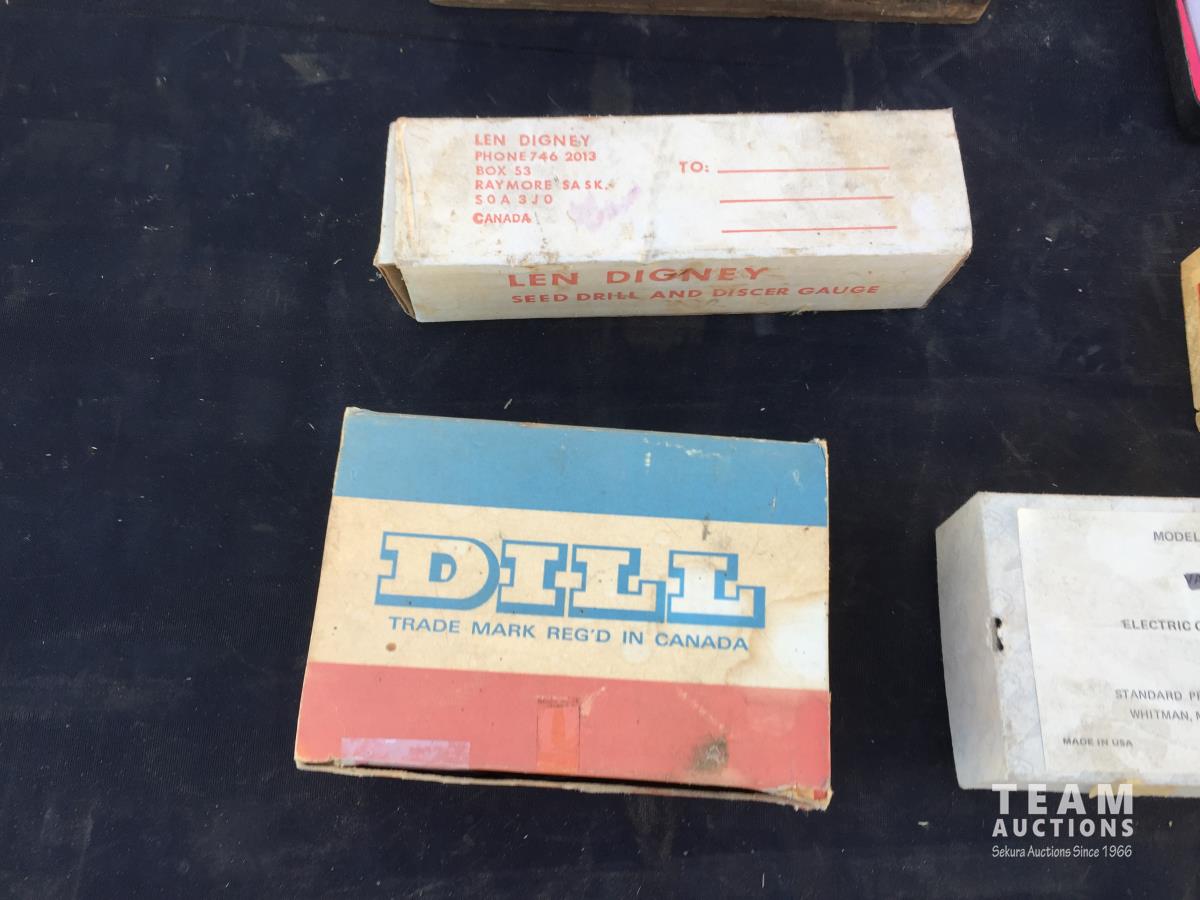 LEN DIGNEY
PHONE 746 2013
BOX 53
RAYMORE SASK.
S0A 3J0
CANADA
TO:
LEN DIGNEY
SEED DRILL AND DISCER GAUGE
DILL
TRADE MARK REG'D IN CANADA
MODEL
ELECTRIC
STANDARD
WHITMAN,
MADE IN USA
TEAM
AUCTIONS
Sekura Auctions Since 1966